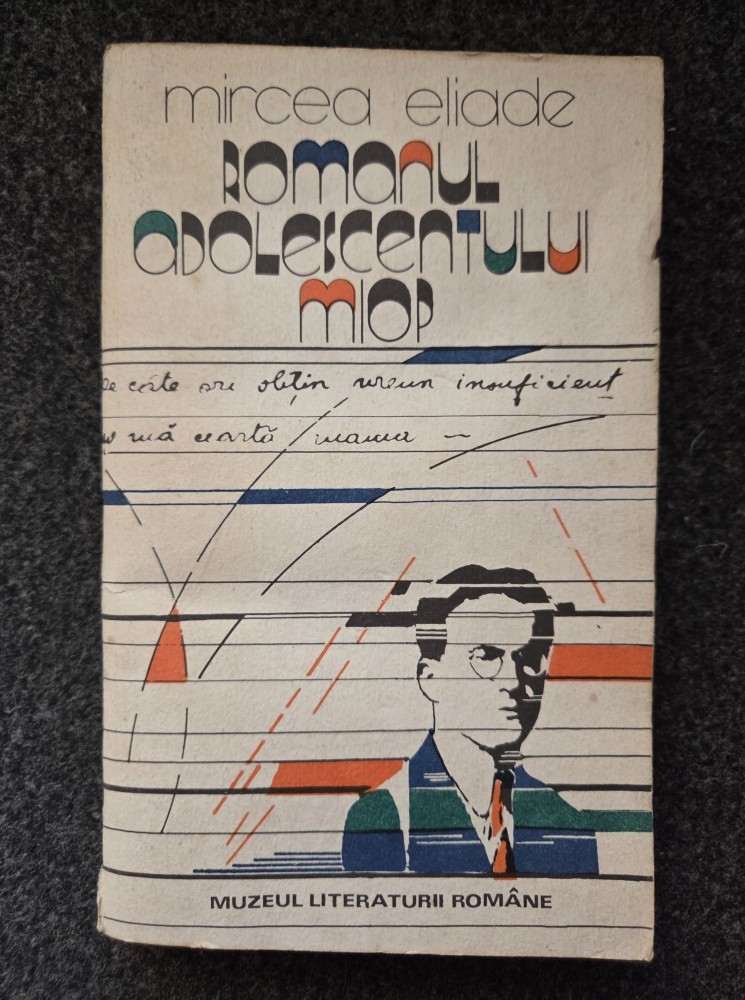 mircea eliade
ROMANUL
ADOLESCENTULUI
MIOP
de câte ori obțin vreun insuficient
mă ceartă mama —
MUZEUL LITERATURII ROMÂNE